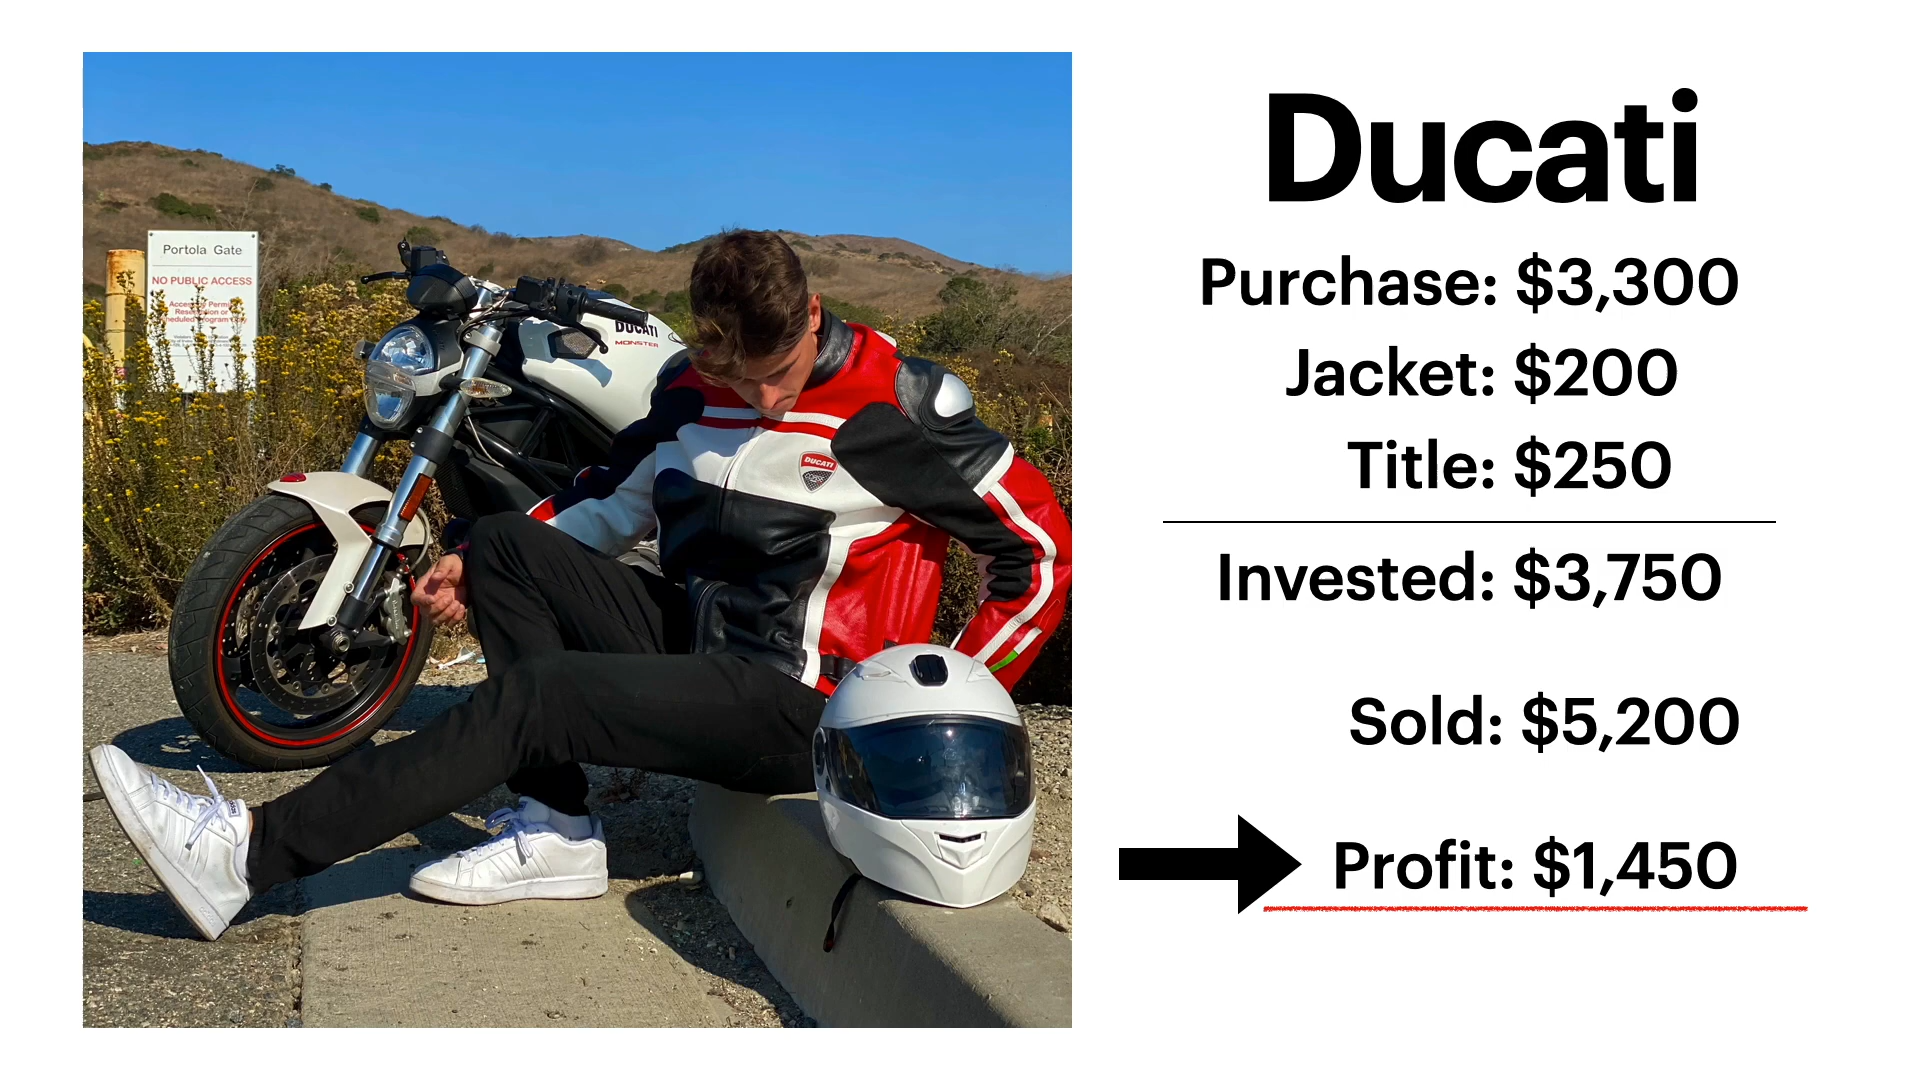 Ducati
Purchase: $3,300
Jacket: $200
Title: $250
Invested: $3,750
Sold: $5,200
Profit: $1,450
Portola Gate
NO PUBLIC ACCESS
DUCATI
MONSTER
DUCATI